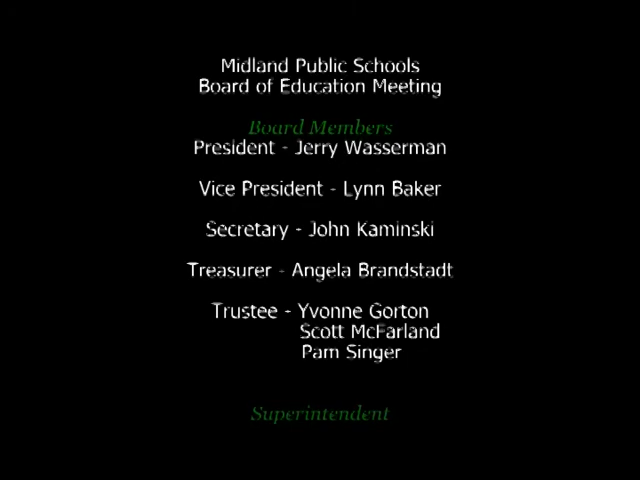 Midland Public Schools
Board of Education Meeting
Board Members
President - Jerry Wasserman
Vice President - Lynn Baker
Secretary - John Kaminski
Treasurer - Angela Brandstadt
Trustee - Yvonne Gorton
Scott McFarland
Pam Singer
Superintendent